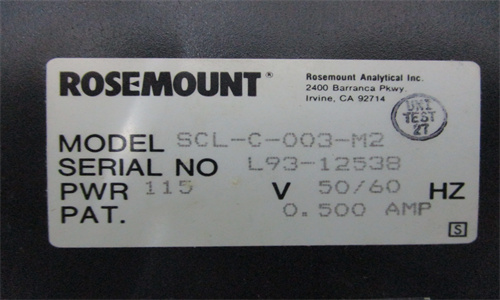 ROSEMOUNT®
Rosemount Analytical Inc.
2400 Barranca Pkwy
Irvine, CA 92714
UNI
TEST
27
MODEL SCL-C-003-M2
SERIAL NO L93-12538
PWR 115 V 50/60 HZ
PAT. 0.500 AMP
S